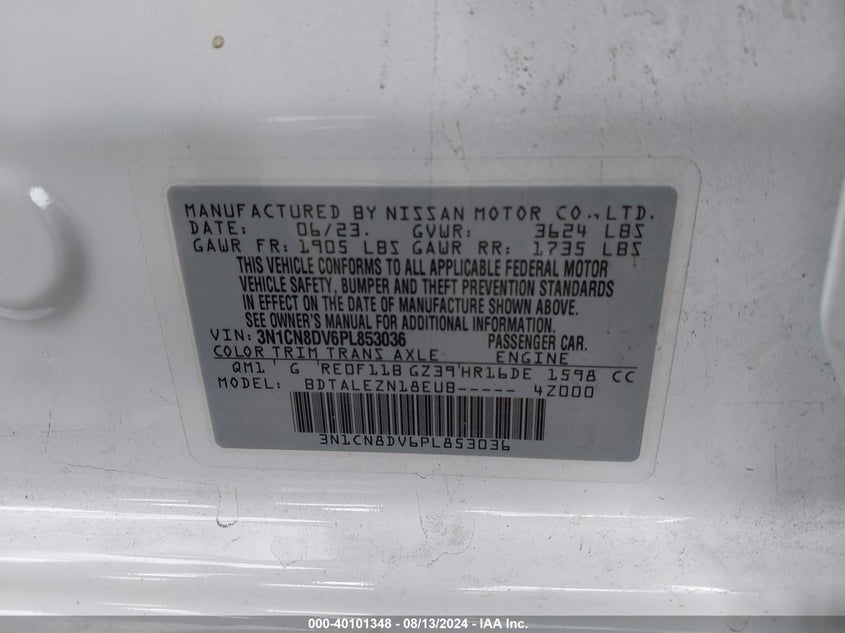 MANUFACTURED BY NISSAN MOTOR CO., LTD.
DATE: 06/23. GVWR: 3624 LBS
GAWR FR: 1905 LBS GAWR RR: 1735 LBS
THIS VEHICLE CONFORMS TO ALL APPLICABLE FEDERAL MOTOR
VEHICLE SAFETY, BUMPER AND THEFT PREVENTION STANDARDS
IN EFFECT ON THE DATE OF MANUFACTURE SHOWN ABOVE.
SEE OWNER'S MANUAL FOR ADDITIONAL INFORMATION
VIN: 3N1CN8DV6PL853036 PASSENGER CAR.
COLOR TRIM TRANS AXLE ENGINE
QM1 ' G 'RE0F11B GZ39'HR16DE 1598 CC
MODEL: BDTALEZN18EUB----- 4Z000
3N1CN8DV6PL853036
000-40101348 - 08/13/2024 - IAA Inc.